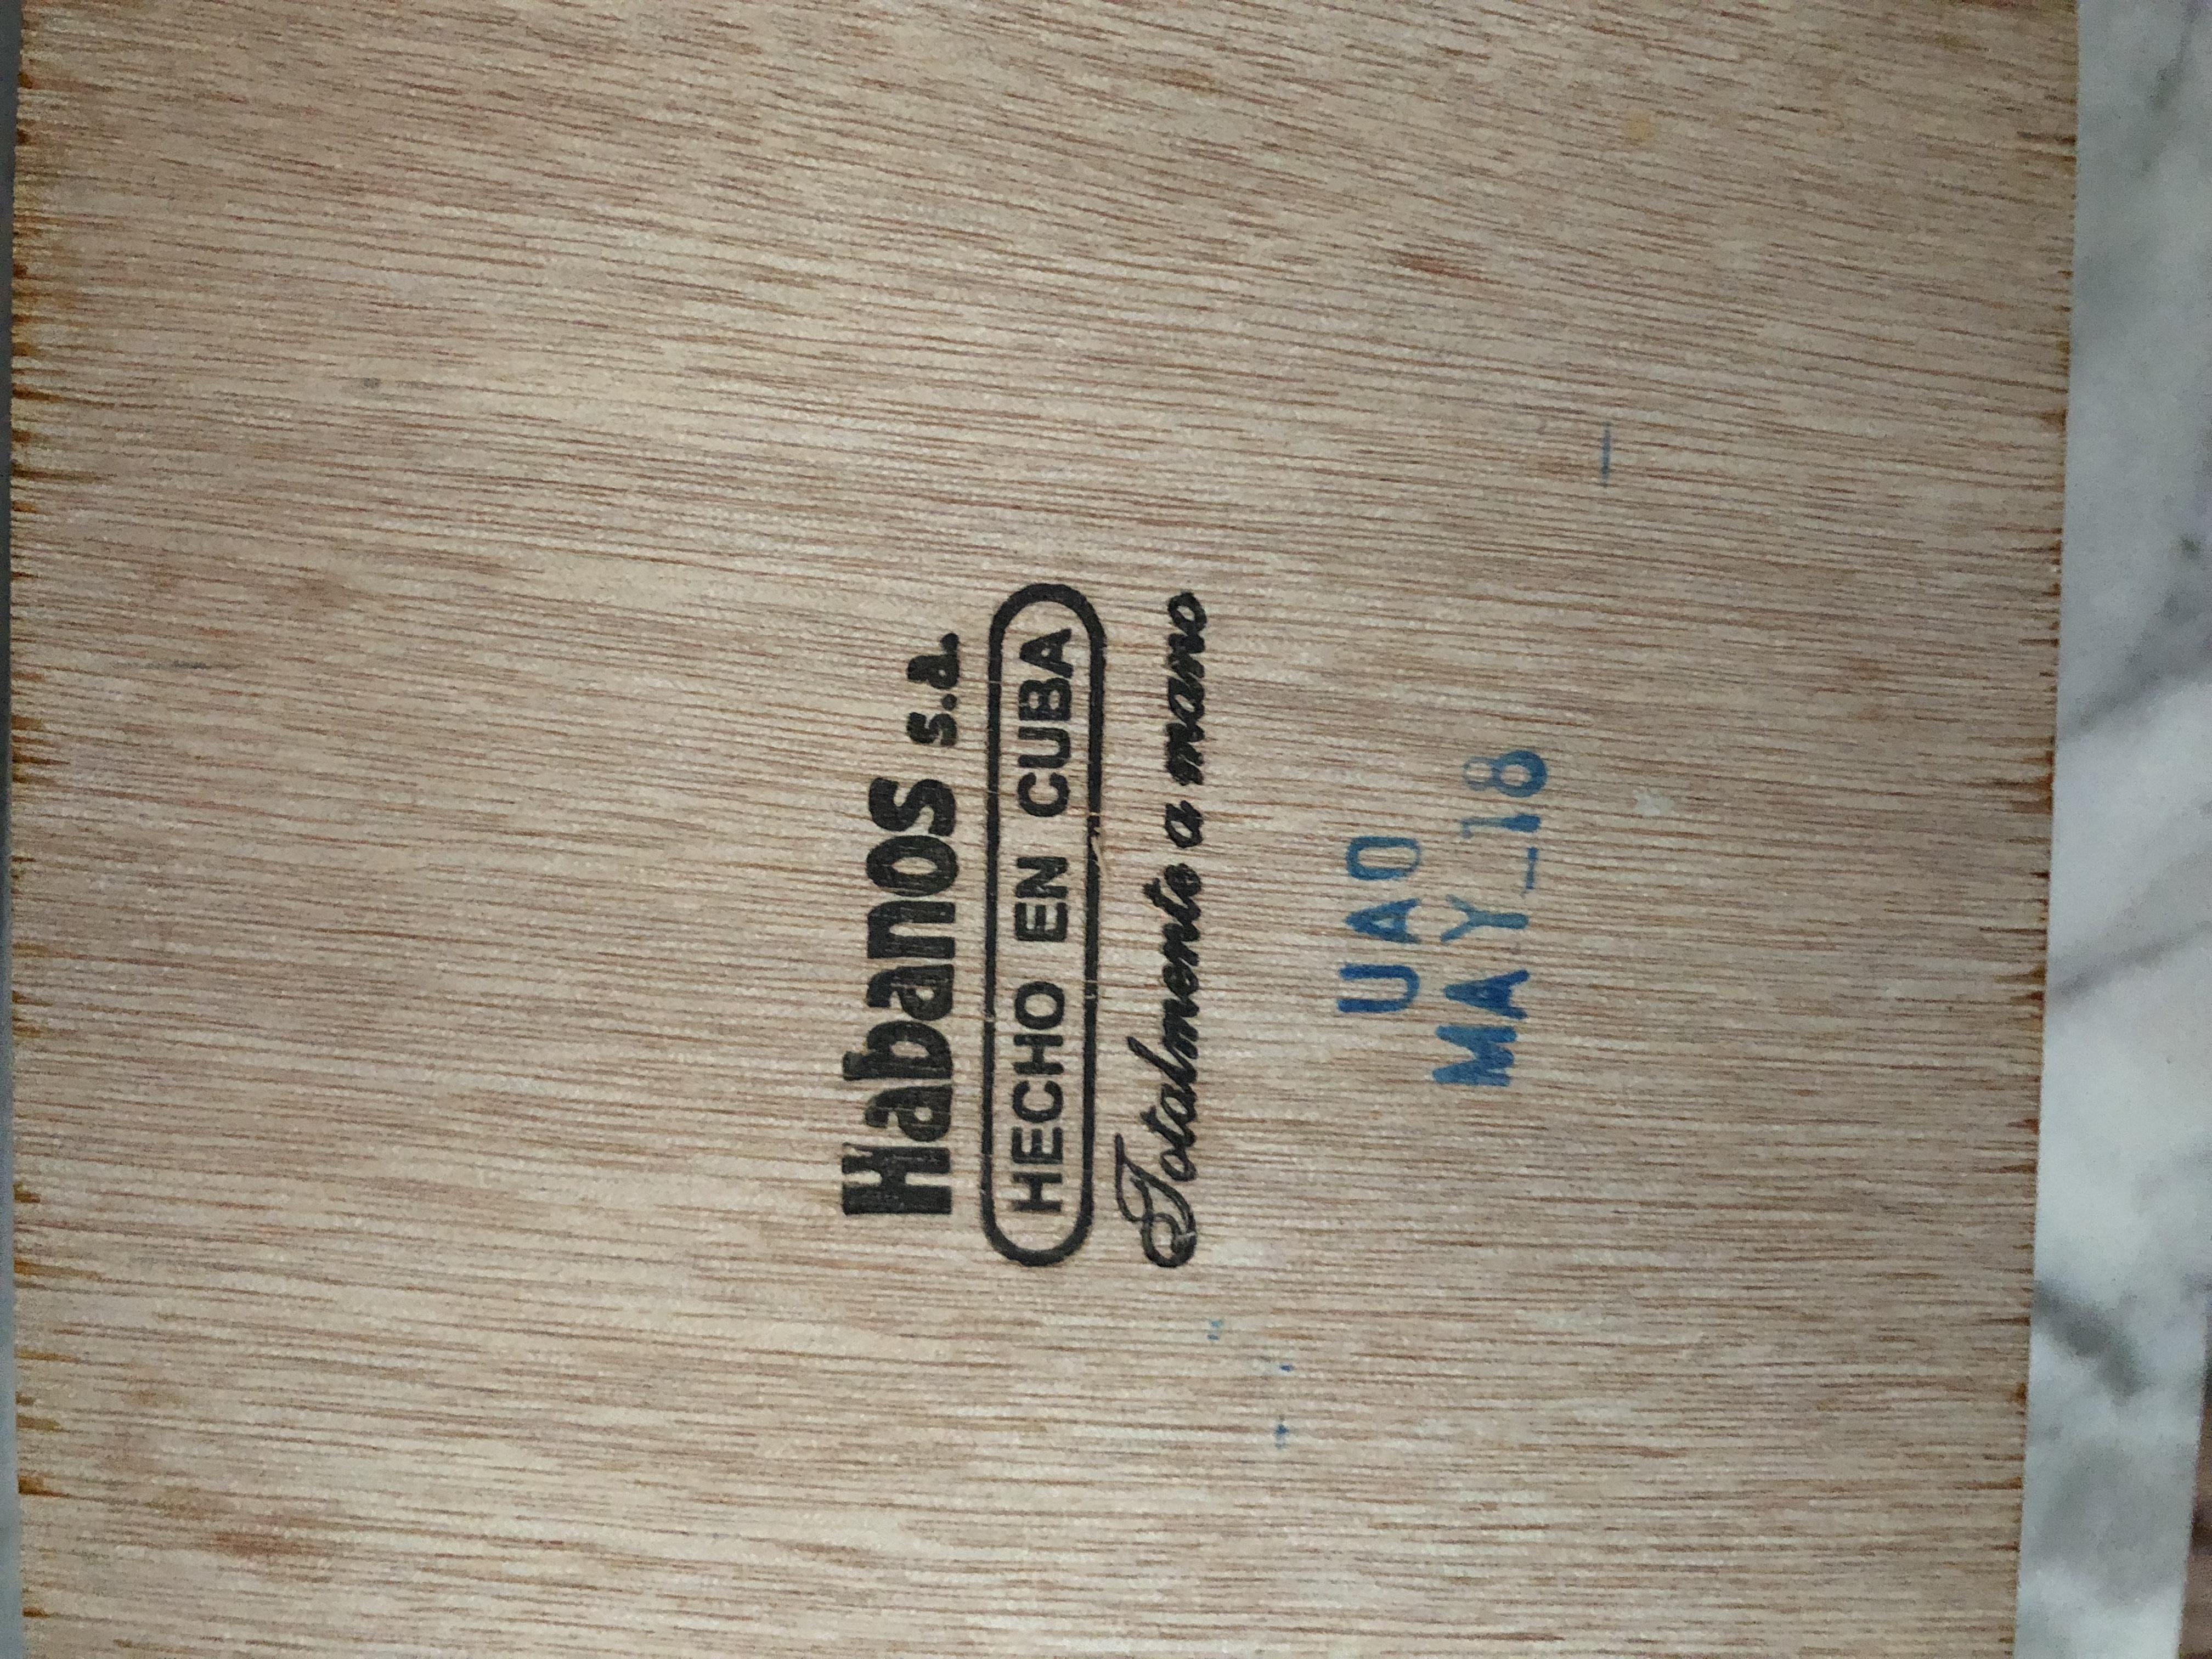 Habanos s.a.
HECHO EN CUBA
Totalmente a mano
UAO
MAY_18